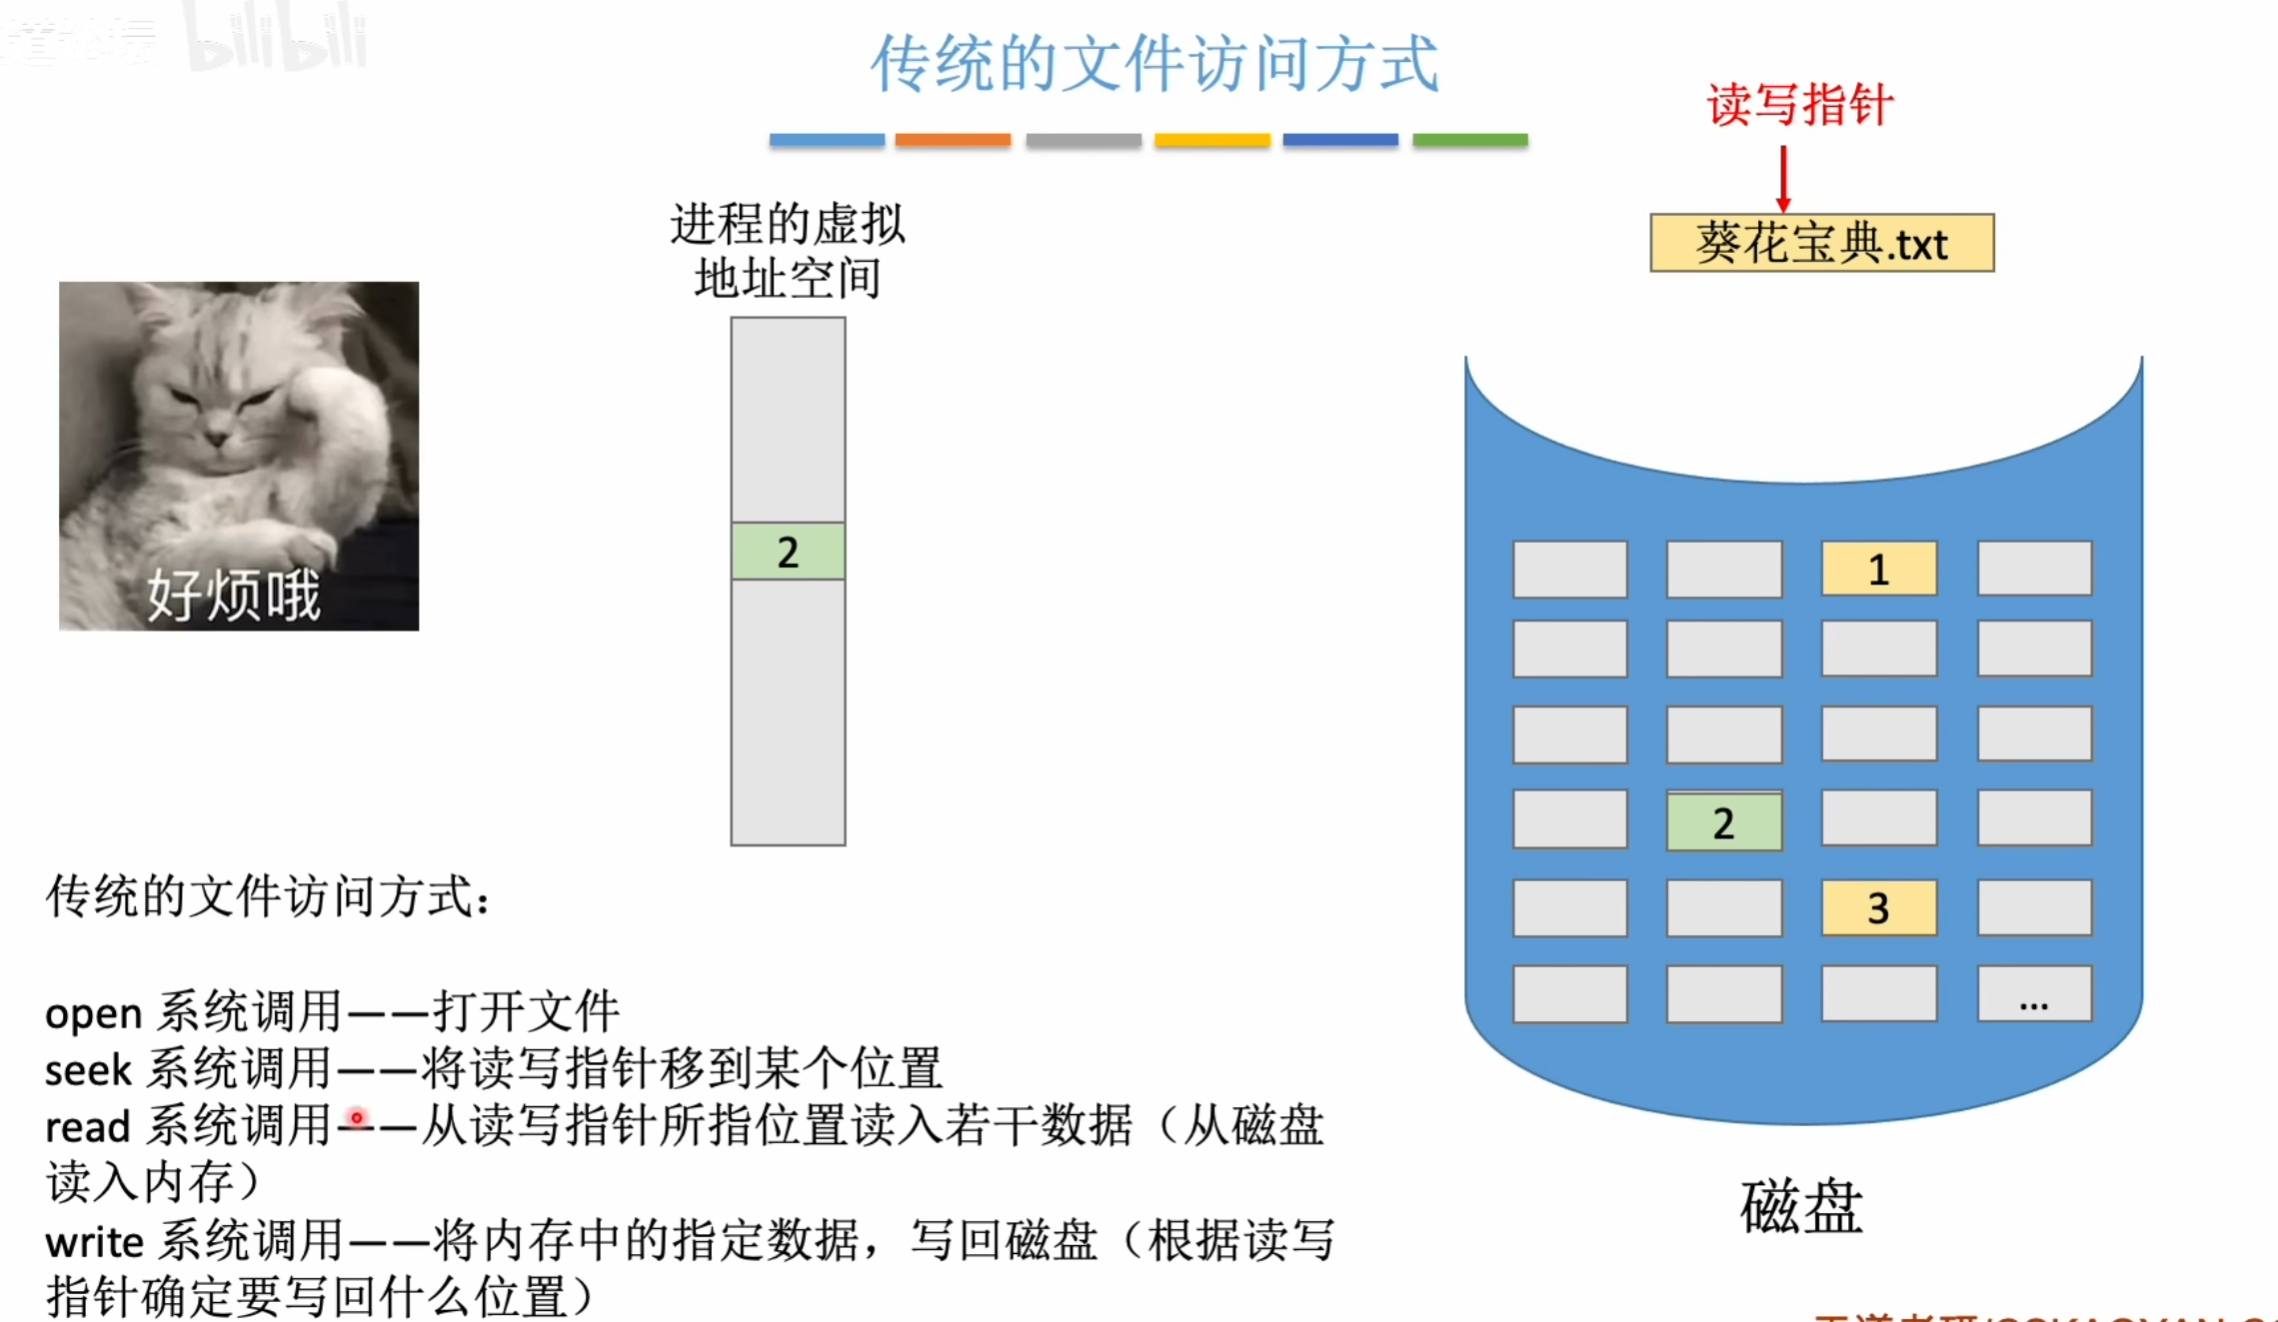 bilibili
传统的文件访问方式
读写指针
葵花宝典.txt
进程的虚拟
地址空间
2
好烦哦
1
2
3
...
磁盘
传统的文件访问方式：
open 系统调用——打开文件
seek 系统调用——将读写指针移到某个位置
read 系统调用——从读写指针所指位置读入若干数据（从磁盘
读入内存）
write 系统调用——将内存中的指定数据，写回磁盘（根据读写
指针确定要写回什么位置）